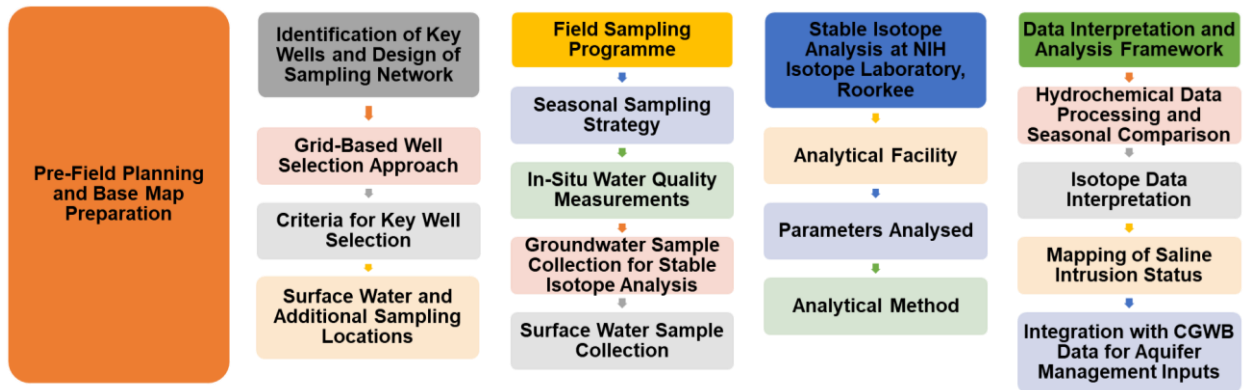 Pre-Field Planning
and Base Map
Preparation
Identification of Key
Wells and Design of
Sampling Network
Grid-Based Well
Selection Approach
Criteria for Key Well
Selection
Surface Water and
Additional Sampling
Locations
Field Sampling
Programme
Seasonal Sampling
Strategy
In-Situ Water Quality
Measurements
Groundwater Sample
Collection for Stable
Isotope Analysis
Surface Water Sample
Collection
Stable Isotope
Analysis at NIH
Isotope Laboratory,
Roorkee
Analytical Facility
Parameters Analysed
Analytical Method
Data Interpretation and
Analysis Framework
Hydrochemical Data
Processing and
Seasonal Comparison
Isotope Data
Interpretation
Mapping of Saline
Intrusion Status
Integration with CGWB
Data for Aquifer
Management Inputs